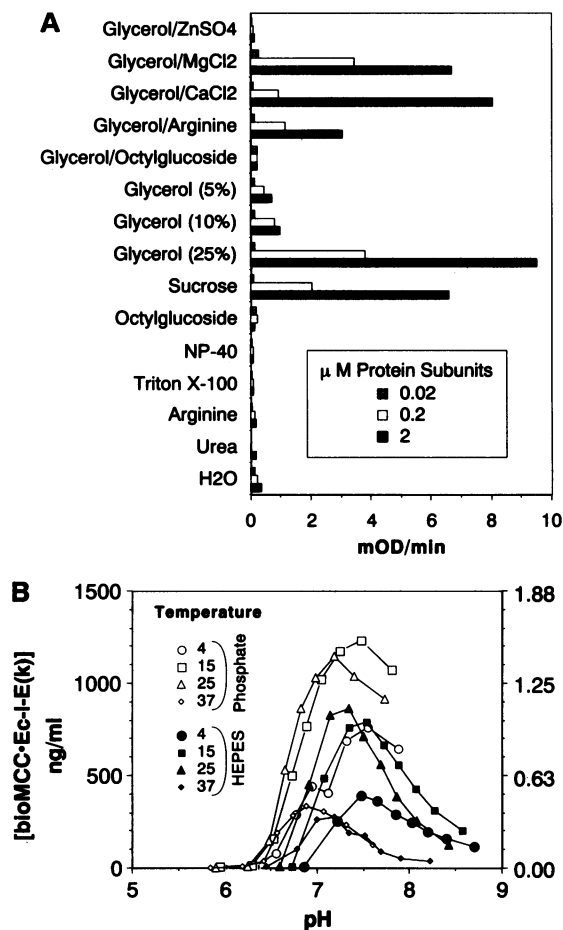 A
Glycerol/ZnSO4
Glycerol/MgCl2
Glycerol/CaCl2
Glycerol/Arginine
Glycerol/Octylglucoside
Glycerol (5%)
Glycerol (10%)
Glycerol (25%)
Sucrose
Octylglucoside
NP-40
Triton X-100
Arginine
Urea
H2O
μ M Protein Subunits
0.02
0.2
2
0 2 4 6 8 10
mOD/min
B
1500
1000
500
0
[bioMCC•Ec-I-E(k)]
ng/ml
Temperature
4
15
25
37
Phosphate
4
15
25
37
HEPES
1.88
1.25
0.63
0.00
5 6 7 8 9
pH